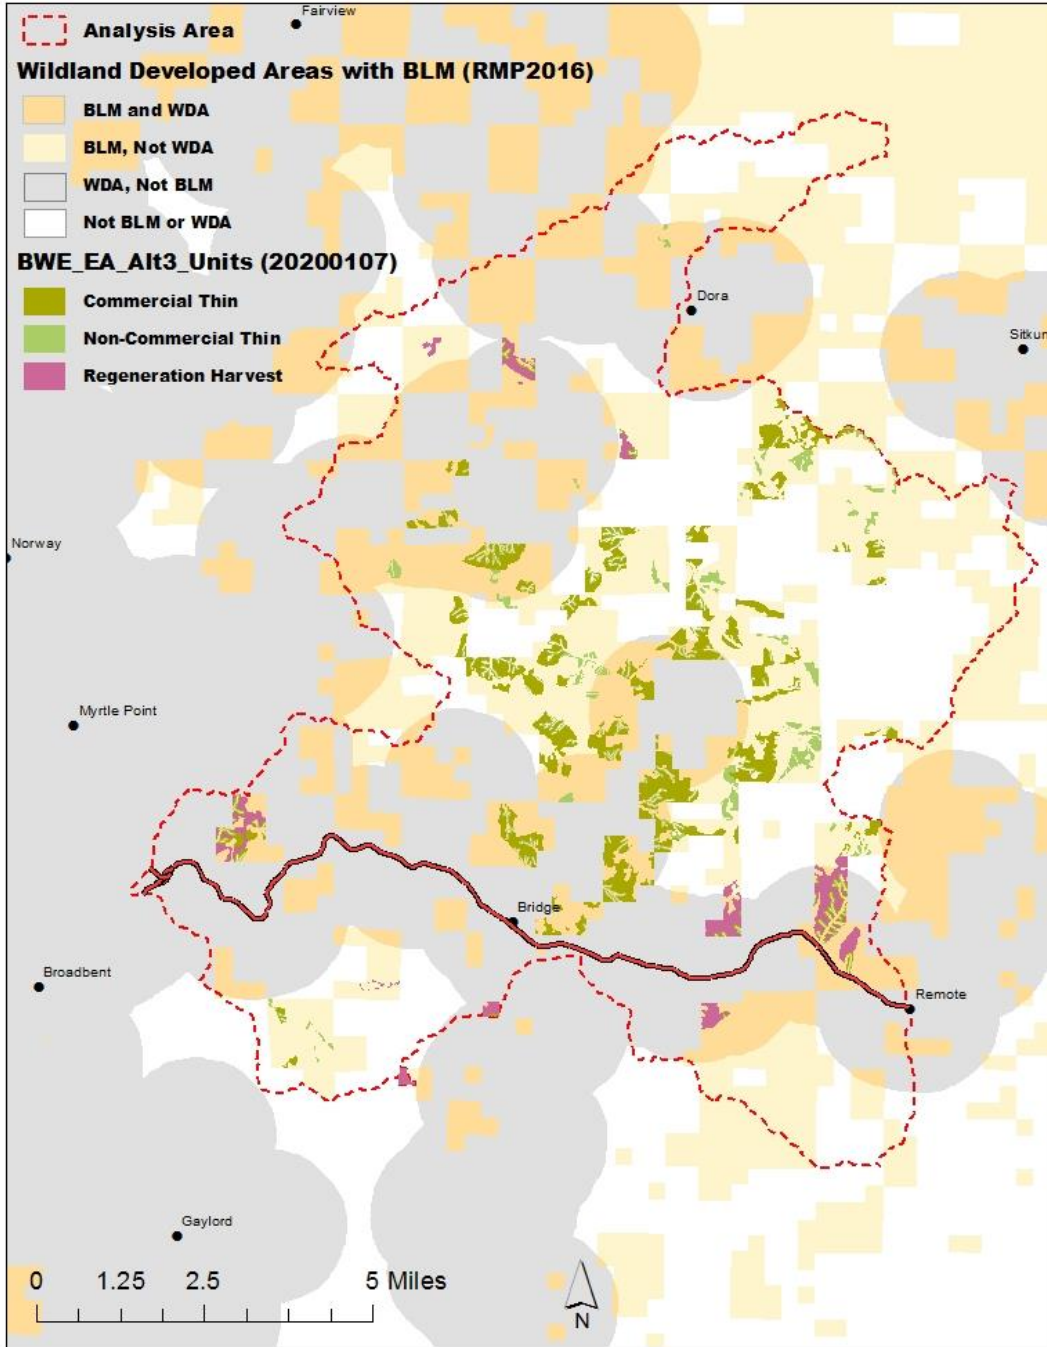 Fairview
Analysis Area
Wildland Developed Areas with BLM (RMP2016)
BLM and WDA
BLM, Not WDA
WDA, Not BLM
Not BLM or WDA
BWE_EA_Alt3_Units (20200107)
Commercial Thin
Non-Commercial Thin
Regeneration Harvest
Dora
Sitkum
Norway
Myrtle Point
Bridge
Broadbent
Remote
Gaylord
0 1.25 2.5 5 Miles
N